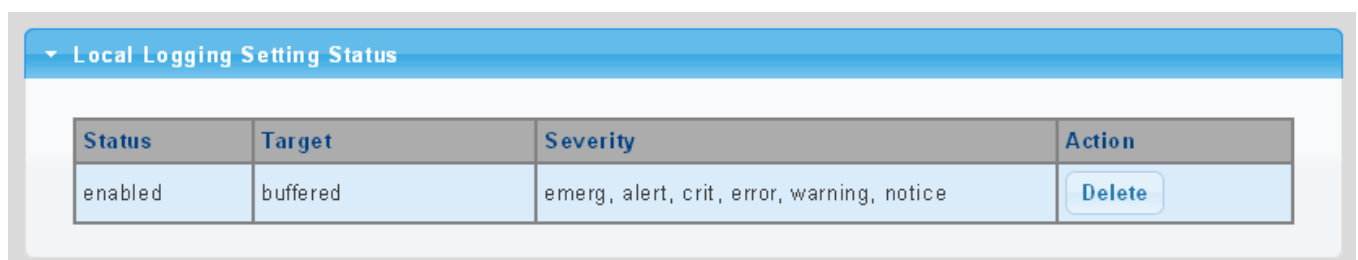 Local Logging Setting Status
Status Target Severity Action
enabled buffered emerg, alert, crit, error, warning, notice Delete